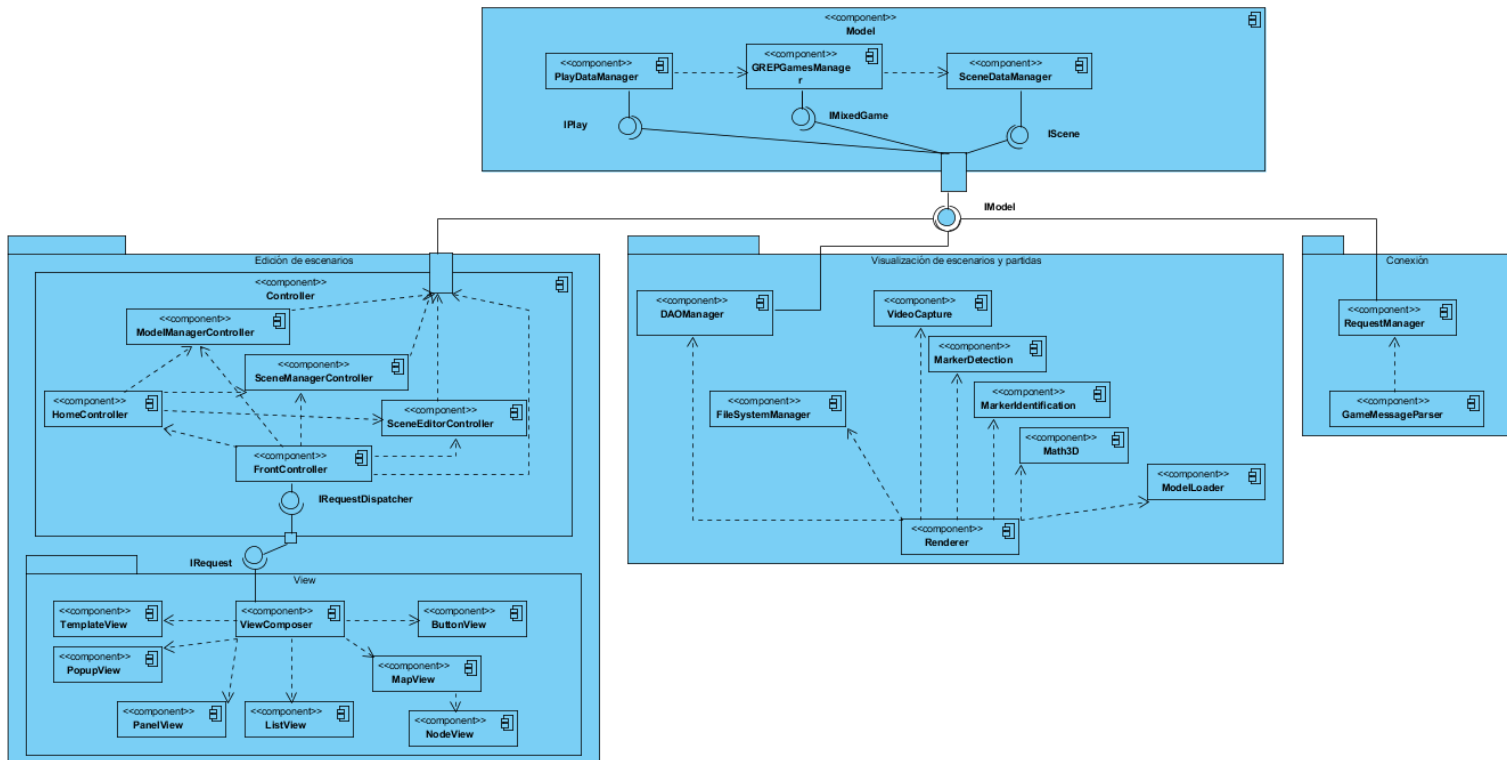 <<component>>
Model
<<component>>
PlayDataManager
<<component>>
GREPGamesManage
r
<<component>>
SceneDataManager
IPlay
IMixedGame
IScene
IModel
Edición de escenarios
<<component>>
Controller
<<component>>
ModelManagerController
<<component>>
SceneManagerController
<<component>>
HomeController
<<component>>
SceneEditorController
<<component>>
FrontController
IRequestDispatcher
IRequest
View
<<component>>
TemplateView
<<component>>
ViewComposer
<<component>>
ButtonView
<<component>>
PopupView
<<component>>
MapView
<<component>>
PanelView
<<component>>
ListView
<<component>>
NodeView
Visualización de escenarios y partidas
<<component>>
DAOManager
<<component>>
VideoCapture
<<component>>
MarkerDetection
<<component>>
MarkerIdentification
<<component>>
FileSystemManager
<<component>>
Math3D
<<component>>
ModelLoader
<<component>>
Renderer
Conexión
<<component>>
RequestManager
<<component>>
GameMessageParser